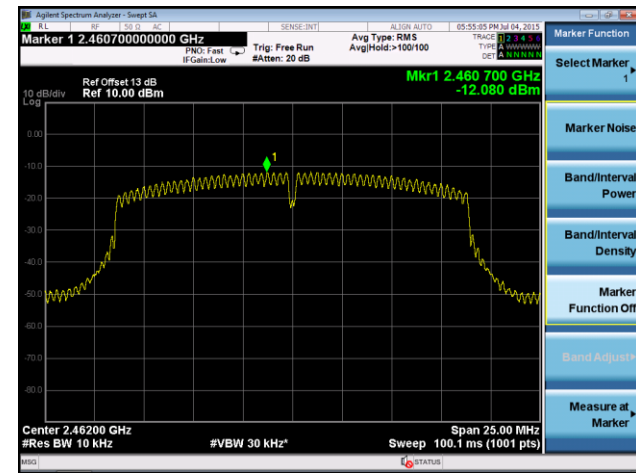 Agilent Spectrum Analyzer - Swept SA
RL RF 50 Ω AC SENSE:INT ALIGN AUTO 05:55:05 PM Jul 04, 2015
Marker 1 2.460700000000 GHz
PNO: Fast
IFGain:Low
Trig: Free Run
#Atten: 20 dB
Avg Type: RMS
Avg|Hold:>100/100
TRACE 1 2 3 4 5 6
TYPE A WWWWW
DET A NNNNN
Marker Function
Select Marker
1
Marker Noise
Band/Interval
Power
Band/Interval
Density
Marker
Function Off
Band Adjust
Measure at
Marker
Mkr1 2.460 700 GHz
-12.080 dBm
Ref Offset 13 dB
10 dB/div Ref 10.00 dBm
Log
1
0.00
-10.0
-20.0
-30.0
-40.0
-50.0
-60.0
-70.0
-80.0
Center 2.46200 GHz Span 25.00 MHz
#Res BW 10 kHz #VBW 30 kHz* Sweep 100.1 ms (1001 pts)
MSG STATUS